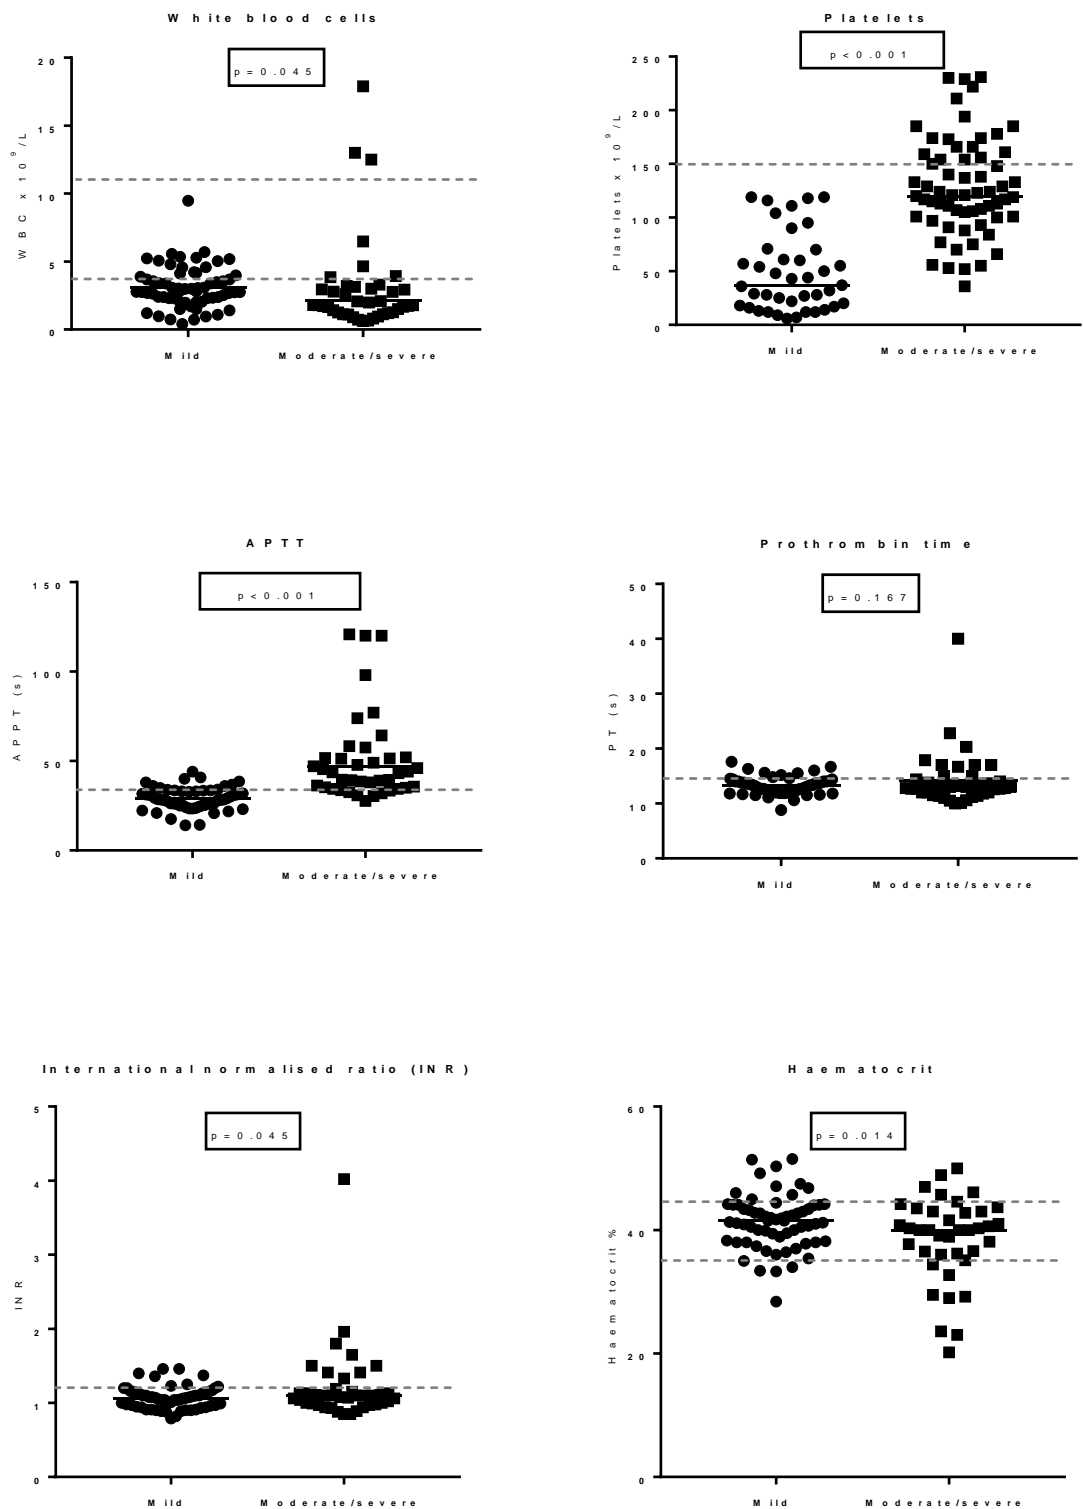 White blood cells
p=0.045
20
15
10
5
0
WBC x 10^9/L
Mild
Moderate/severe
Platelets
p<0.001
250
200
150
100
50
0
Platelets x 10^9/L
Mild
Moderate/severe
APTT
p<0.001
150
100
50
0
APPT (s)
Mild
Moderate/severe
Prothrombin time
p=0.167
50
40
30
20
10
0
PT (s)
Mild
Moderate/severe
International normalised ratio (INR)
p=0.045
5
4
3
2
1
0
INR
Mild
Moderate/severe
Haematocrit
p=0.014
60
40
20
0
Haematocrit %
Mild
Moderate/severe